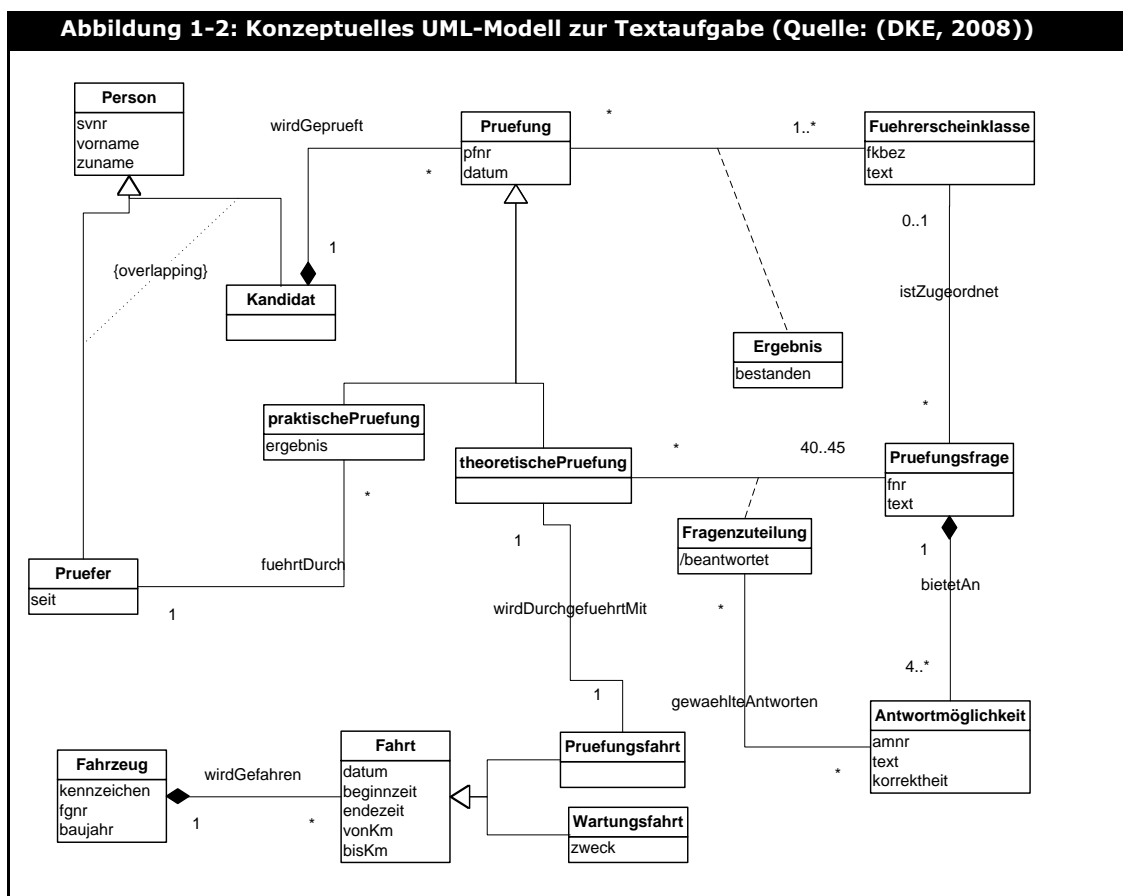 Abbildung 1-2: Konzeptuelles UML-Modell zur Textaufgabe (Quelle: (DKE, 2008))
Person
svnr
vorname
zuname
wirdGeprueft
*
1
Pruefung
pfnr
datum
*
1..*
Fuehrerscheinklasse
fkbez
text
0..1
{overlapping}
Kandidat
istZugeordnet
Ergebnis
bestanden
*
praktischePruefung
ergebnis
*
theoretischePruefung
*
40..45
Pruefungsfrage
fnr
text
1
Fragenzuteilung
/beantwortet
*
1
bietetAn
Pruefer
seit
1
fuehrtDurch
wirdDurchgefuehrtMit
4..*
1
gewaehlteAntworten
*
Antwortmöglichkeit
amnr
text
korrektheit
Fahrzeug
kennzeichen
fgnr
baujahr
wirdGefahren
1
*
Fahrt
datum
beginnzeit
endezeit
vonKm
bisKm
Pruefungsfahrt
Wartungsfahrt
zweck